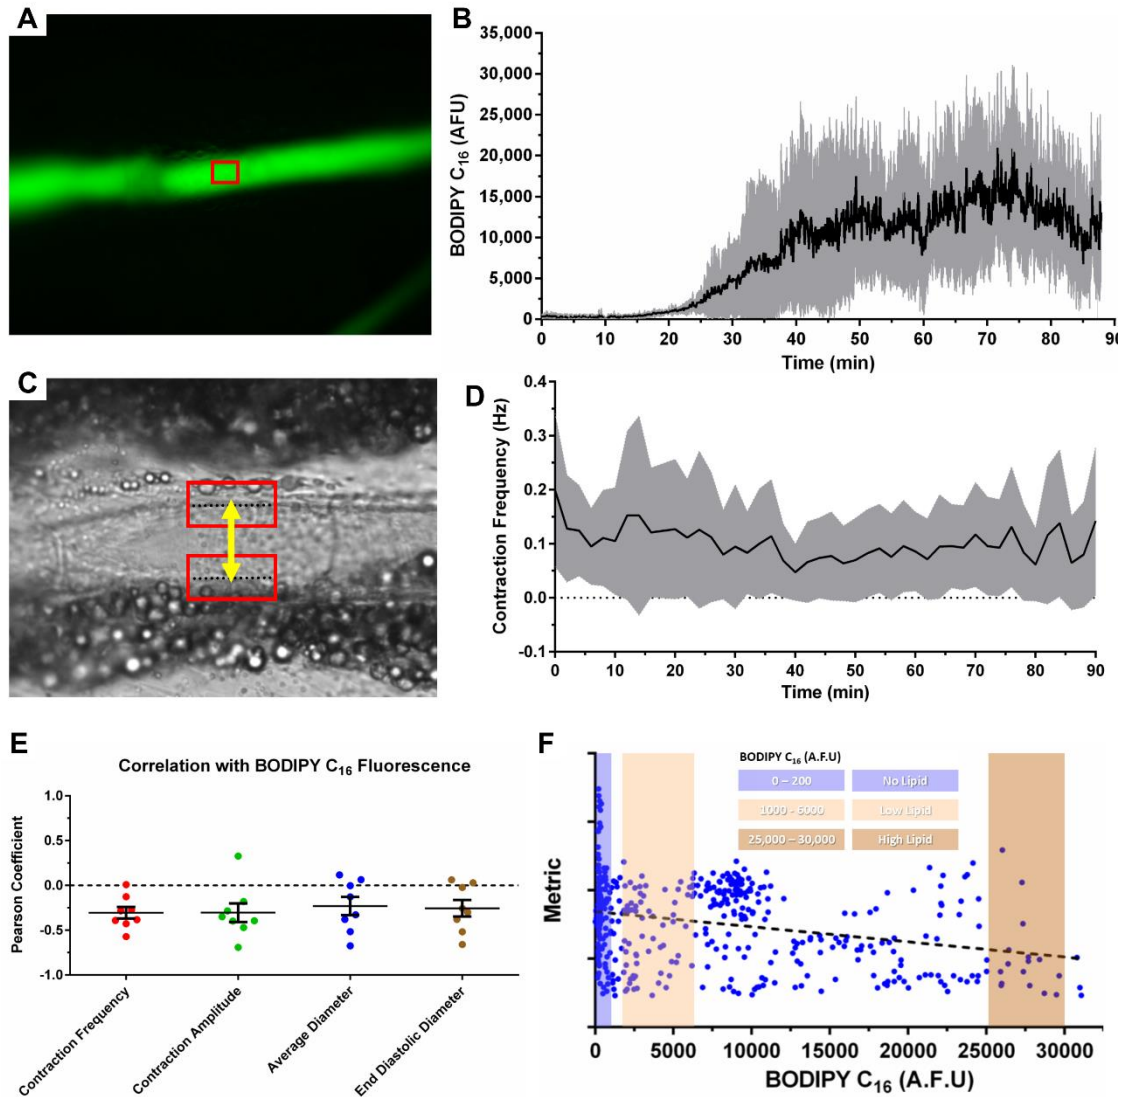 A
B
35,000
30,000
25,000
20,000
15,000
10,000
5,000
0
BODIPY C₁₆ (AFU)
0 10 20 30 40 50 60 70 80 90
Time (min)
C
D
0.4
0.3
0.2
0.1
0.0
-0.1
Contraction Frequency (Hz)
0 10 20 30 40 50 60 70 80 90
Time (min)
E
Correlation with BODIPY C₁₆ Fluorescence
1.0
0.5
0.0
-0.5
-1.0
Pearson Coefficient
Contraction Frequency
Contraction Amplitude
Average Diameter
End Diastolic Diameter
F
BODIPY C₁₆ (A.F.U)
0 – 200 No Lipid
1000 - 6000 Low Lipid
25,000 – 30,000 High Lipid
Metric
0 5000 10000 15000 20000 25000 30000
BODIPY C₁₆ (A.F.U)